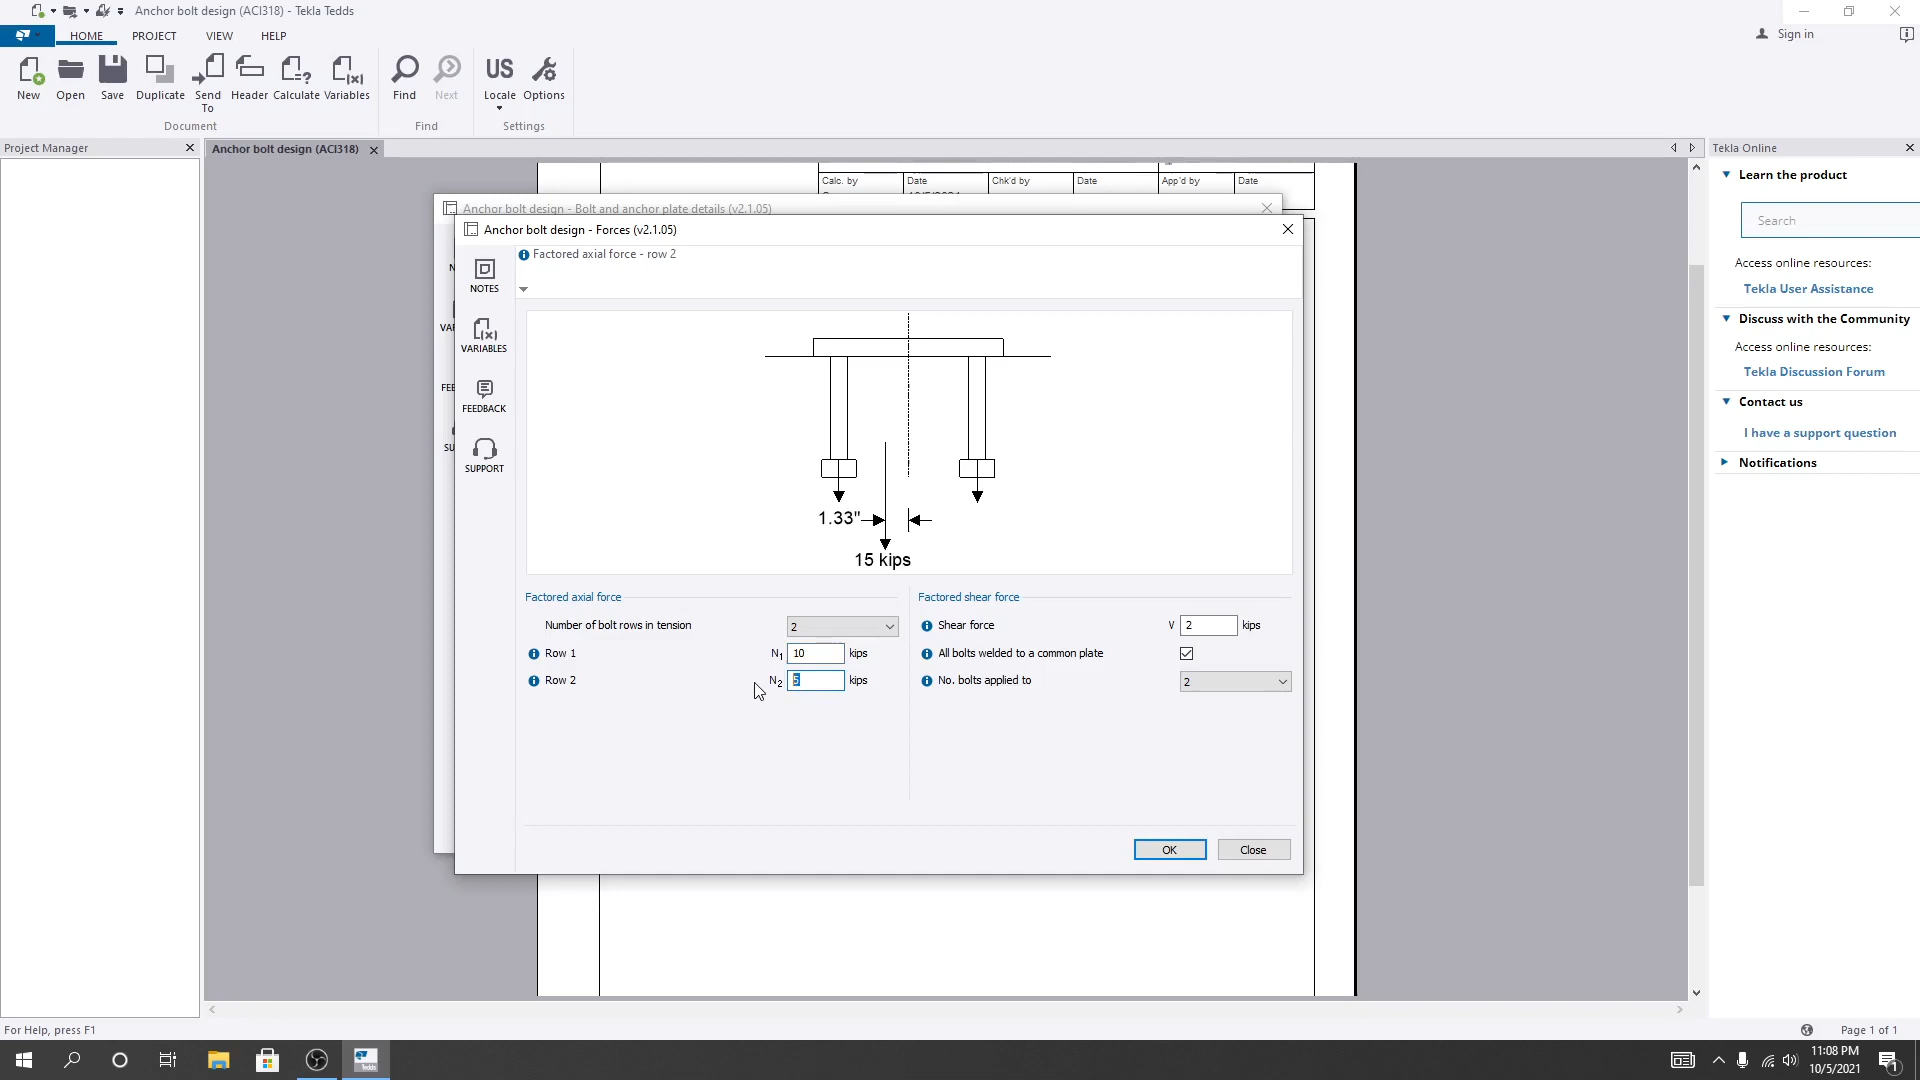 Anchor bolt design (ACI318) - Tekla Tedds
HOME
PROJECT
VIEW
HELP
Sign in
New
Open
Save
Duplicate
Send To
Header
Calculate
Variables
Find
Next
US
Locale
Options
Document
Find
Settings
Project Manager
Anchor bolt design (ACI318)
Tekla Online
Calc. by
Date
Chk'd by
Date
App'd by
Date
Anchor bolt design - Bolt and anchor plate details (v2.1.05)
Anchor bolt design - Forces (v2.1.05)
NOTES
VARIABLES
FEEDBACK
SUPPORT
Factored axial force - row 2
1.33"
15 kips
Factored axial force
Number of bolt rows in tension 2
Row 1 N1 10 kips
Row 2 N2 5 kips
Factored shear force
Shear force V 2 kips
All bolts welded to a common plate
No. bolts applied to 2
OK
Close
Learn the product
Search
Access online resources:
Tekla User Assistance
Discuss with the Community
Access online resources:
Tekla Discussion Forum
Contact us
I have a support question
Notifications
For Help, press F1
Page 1 of 1
Tedds
11:08 PM
10/5/2021
1